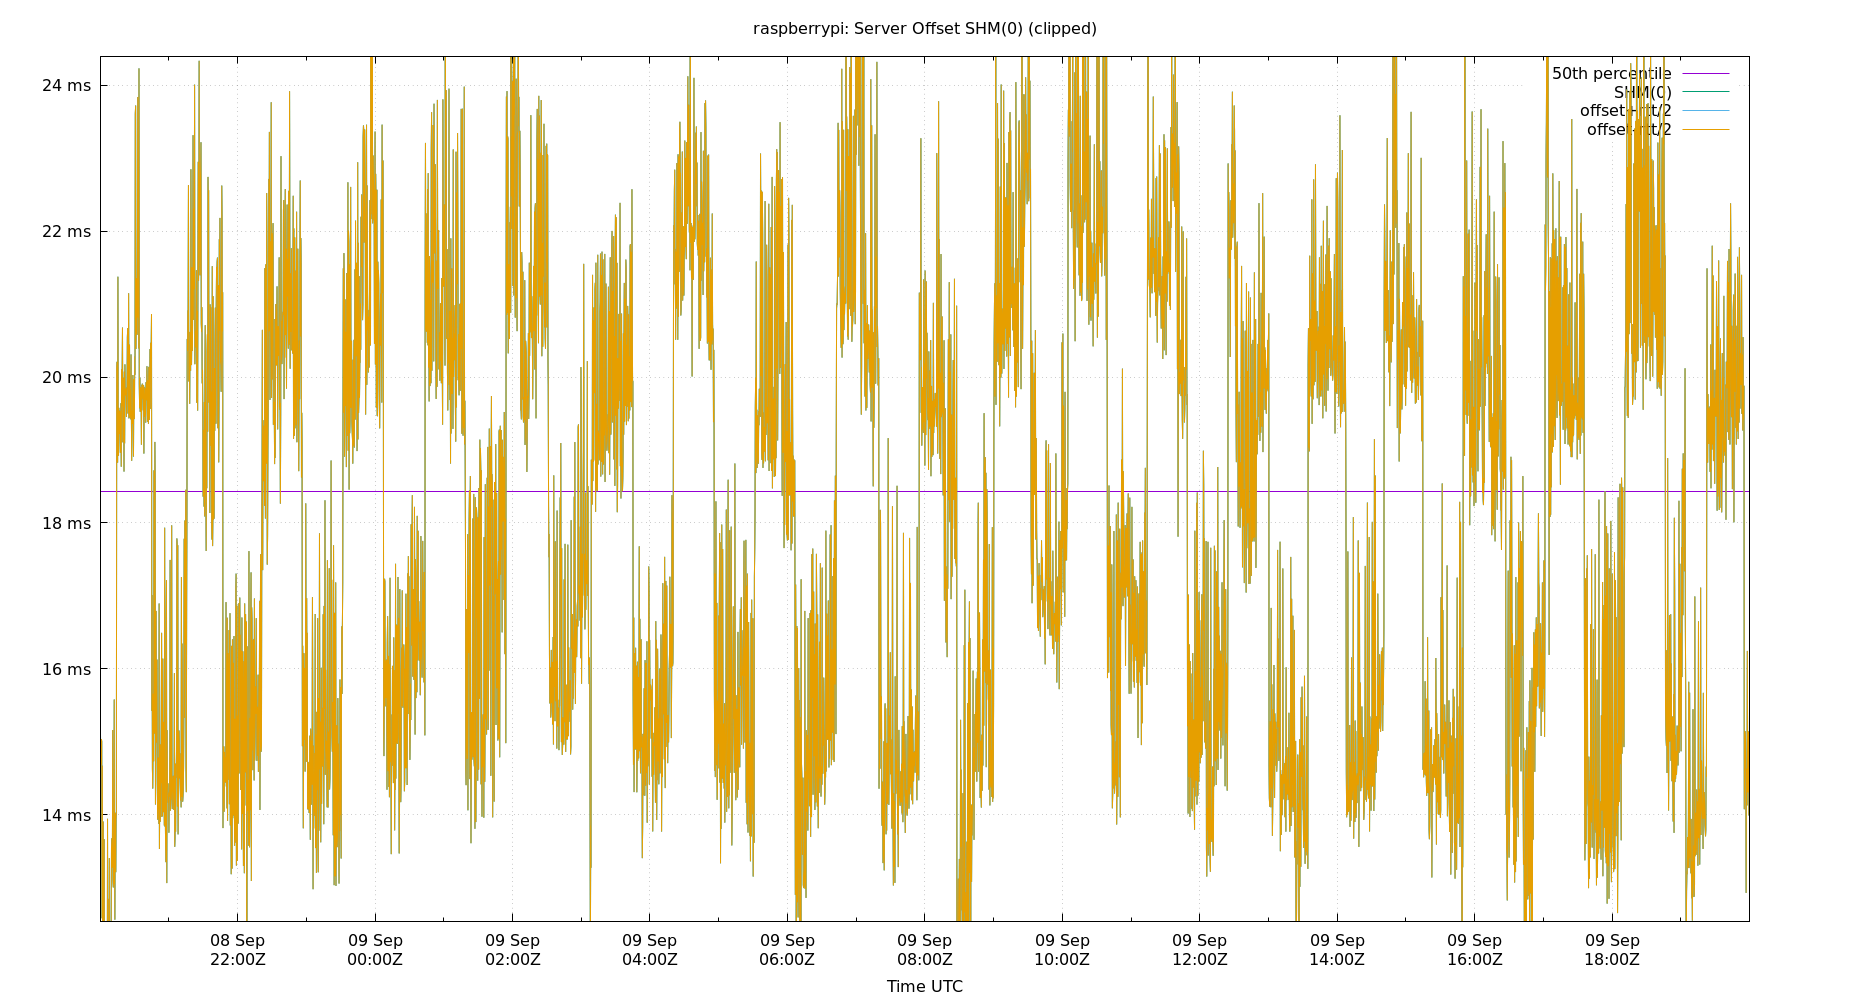 raspberrypi: Server Offset SHM(0) (clipped)
24 ms
22 ms
20 ms
18 ms
16 ms
14 ms
50th percentile
SHM(0)
offset+rtt/2
offset-rtt/2
08 Sep
22:00Z
09 Sep
00:00Z
09 Sep
02:00Z
09 Sep
04:00Z
09 Sep
06:00Z
09 Sep
08:00Z
09 Sep
10:00Z
09 Sep
12:00Z
09 Sep
14:00Z
09 Sep
16:00Z
09 Sep
18:00Z
Time UTC